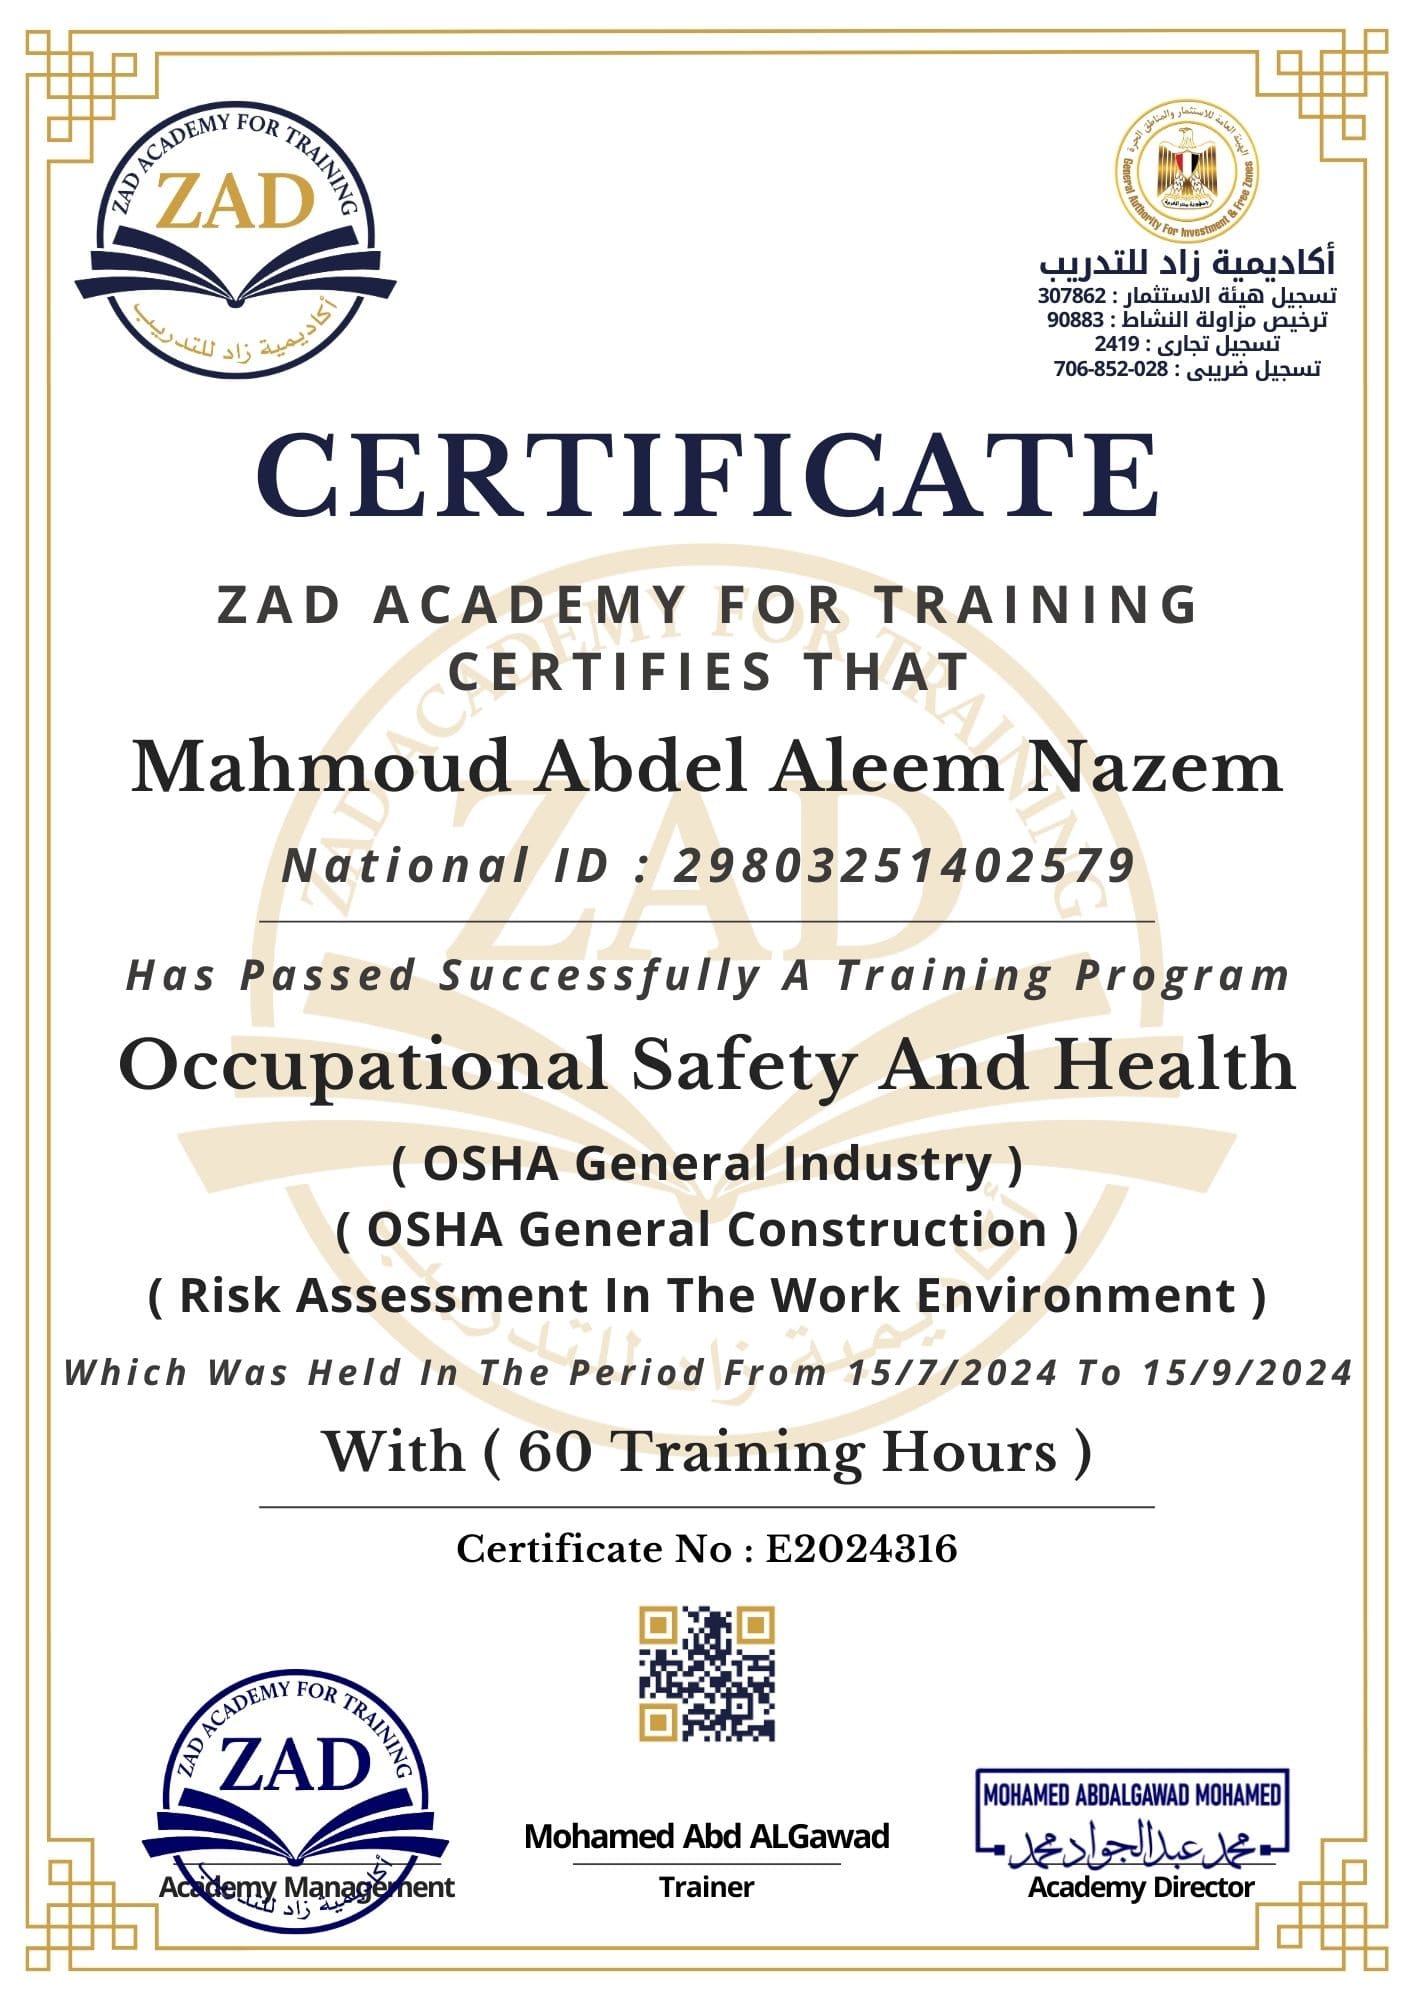 ZAD ACADEMY FOR TRAINING
ZAD
أكاديمية زاد للتدريب
الهيئة العامة للاستثمار والمناطق الحرة
General Authority For Investment & Free Zones
أكاديمية زاد للتدريب
تسجيل هيئة الاستثمار : 307862
ترخيص مزاولة النشاط : 90883
تسجيل تجارى : 2419
تسجيل ضريبى : 028-852-706
CERTIFICATE
ZAD ACADEMY FOR TRAINING
CERTIFIES THAT
Mahmoud Abdel Aleem Nazem
National ID : 29803251402579
Has Passed Successfully A Training Program
Occupational Safety And Health
( OSHA General Industry )
( OSHA General Construction )
( Risk Assessment In The Work Environment )
Which Was Held In The Period From 15/7/2024 To 15/9/2024
With ( 60 Training Hours )
Certificate No : E2024316
ZAD ACADEMY FOR TRAINING
ZAD
أكاديمية زاد للتدريب
Academy Management
Mohamed Abd ALGawad
Trainer
MOHAMED ABDALGAWAD MOHAMED
محمد عبدالجواد محمد
Academy Director